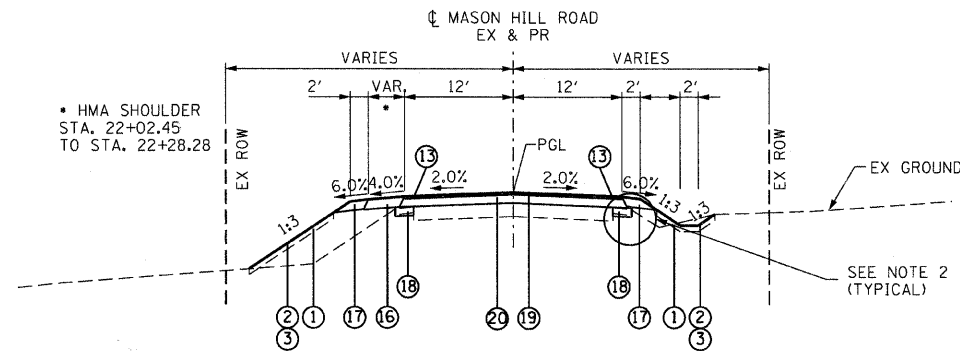 ℄ MASON HILL ROAD
EX & PR
VARIES VARIES
2' VAR. 12' 12' 2' 2'
*
* HMA SHOULDER
STA. 22+02.45
TO STA. 22+28.28
EX ROW
EX ROW
13 PGL 13
EX GROUND
6.0% 4.0% 2.0% 2.0% 6.0%
1:3 1:3 1:3
SEE NOTE 2
(TYPICAL)
18 18
2 1 17 16 20 19 17 1 2
3 3